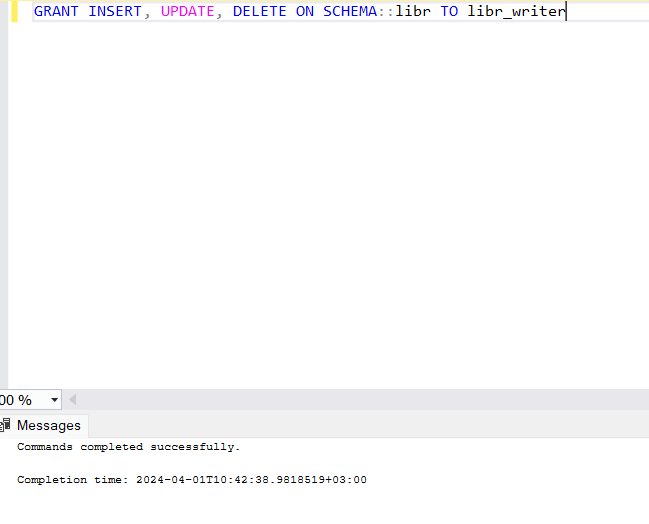 GRANT INSERT, UPDATE, DELETE ON SCHEMA::libr TO libr_writer
00 %
Messages
Commands completed successfully.
Completion time: 2024-04-01T10:42:38.9818519+03:00